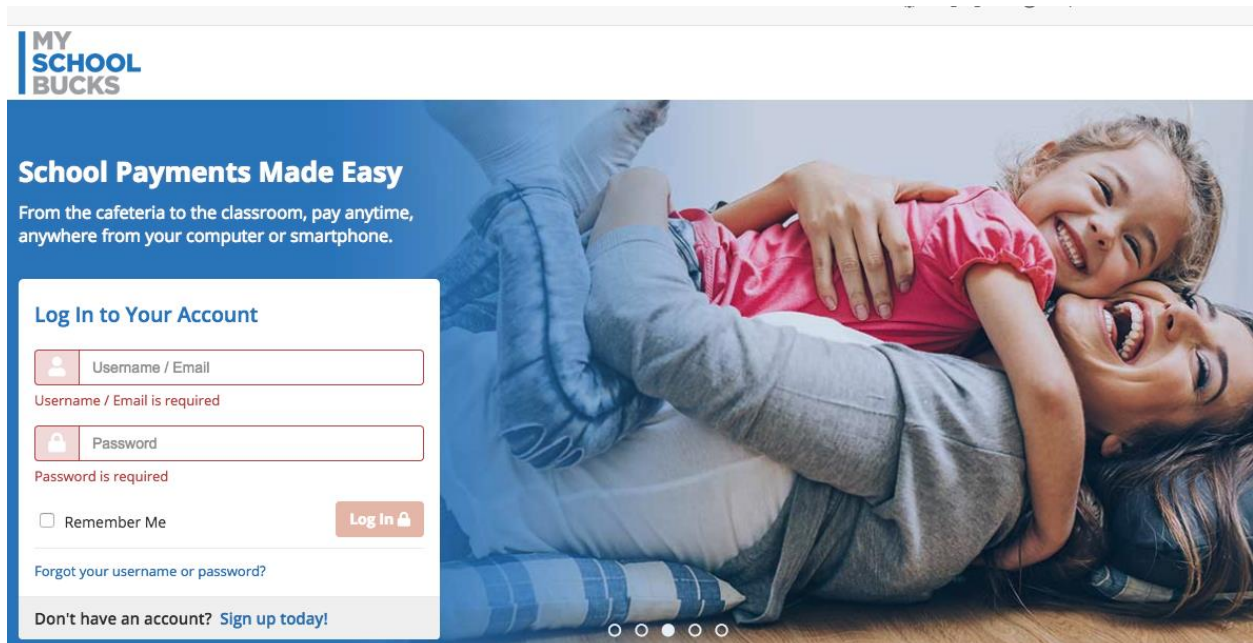 MY
SCHOOL
BUCKS
School Payments Made Easy
From the cafeteria to the classroom, pay anytime,
anywhere from your computer or smartphone.
Log In to Your Account
Username / Email
Username / Email is required
Password
Password is required
Remember Me
Log In
Forgot your username or password?
Don't have an account? Sign up today!